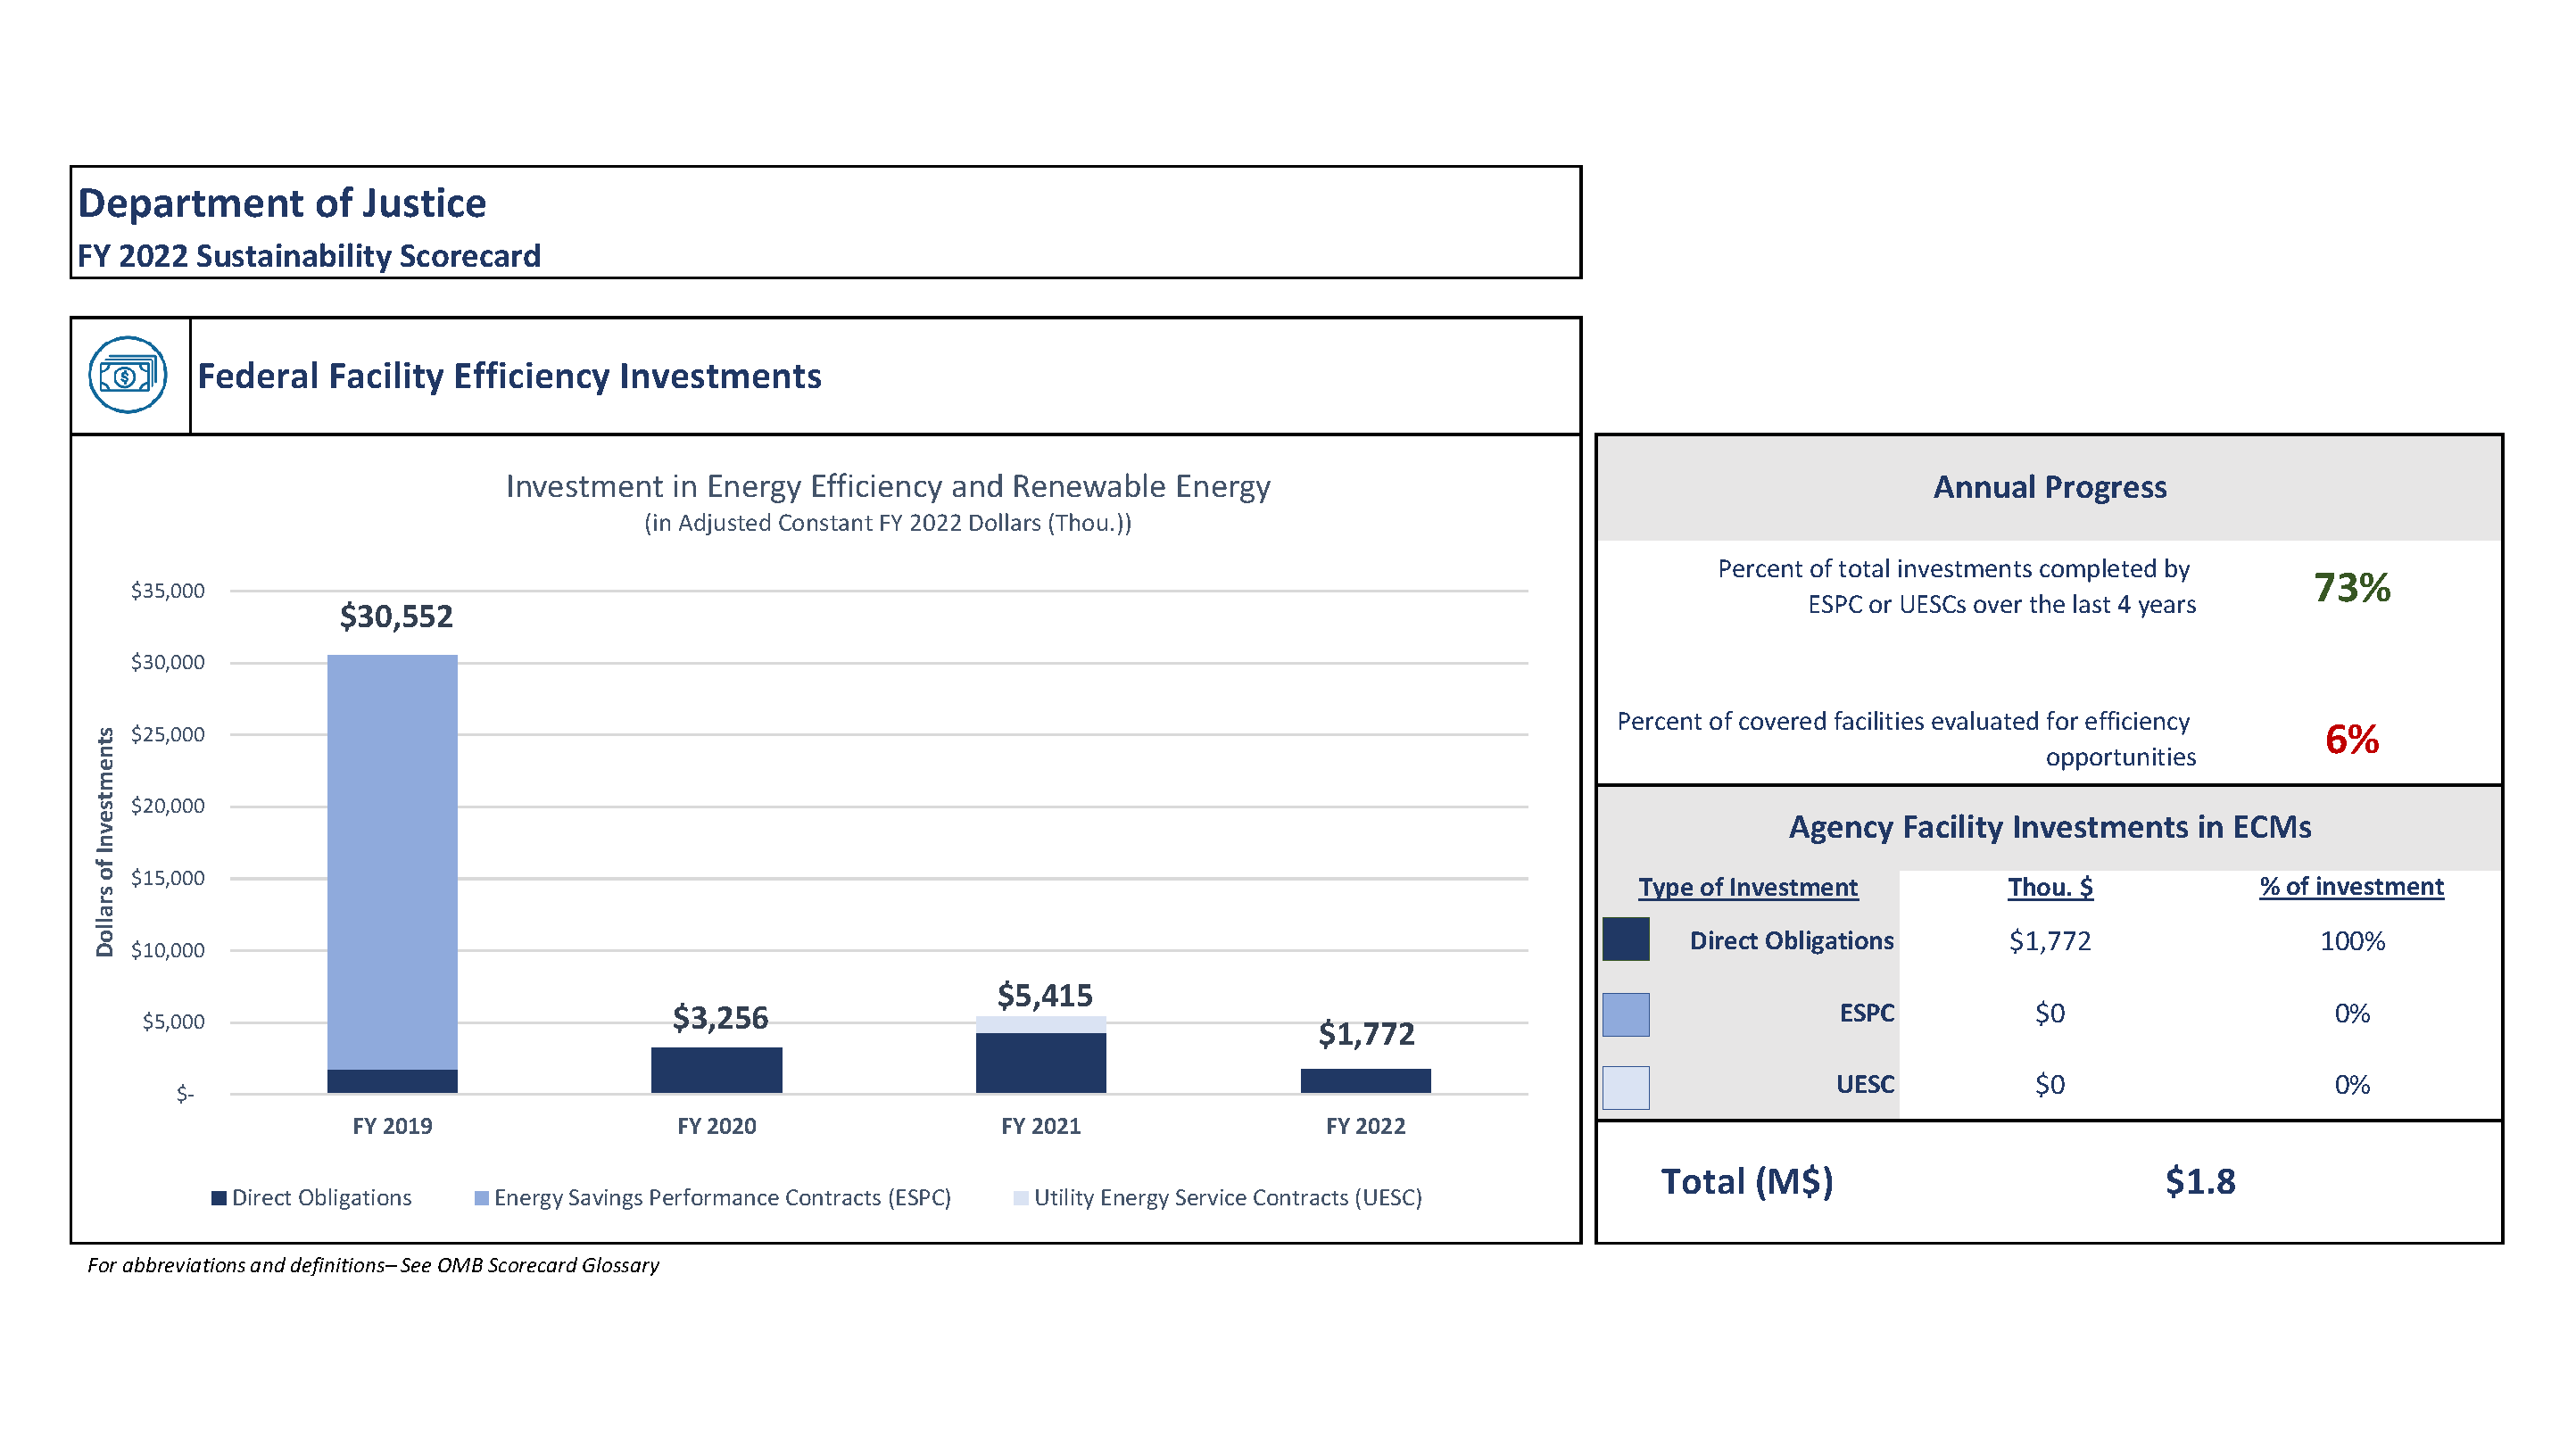 Department of Justice
FY 2022 Sustainability Scorecard
$
Federal Facility Efficiency Investments
Investment in Energy Efficiency and Renewable Energy
(in Adjusted Constant FY 2022 Dollars (Thou.))
Dollars of Investments
$35,000
$30,000
$25,000
$20,000
$15,000
$10,000
$5,000
$-
$30,552
$3,256
$5,415
$1,772
FY 2019
FY 2020
FY 2021
FY 2022
Direct Obligations
Energy Savings Performance Contracts (ESPC)
Utility Energy Service Contracts (UESC)
Annual Progress
Percent of total investments completed by
ESPC or UESCs over the last 4 years
73%
Percent of covered facilities evaluated for efficiency
opportunities
6%
Agency Facility Investments in ECMs
Type of Investment Thou. $ % of investment
Direct Obligations $1,772 100%
ESPC $0 0%
UESC $0 0%
Total (M$) $1.8
For abbreviations and definitions– See OMB Scorecard Glossary